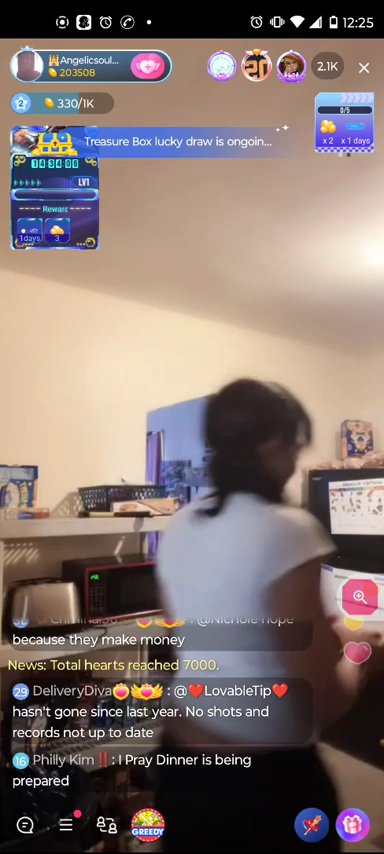 12:25
Angelicsoul...
203508
2.1K
2
330/1K
0/5
x 2 x 1 days
Treasure Box lucky draw is ongoin...
14:34:08
LV1
Reward
1days 3
because they make money
News: Total hearts reached 7000.
29 DeliveryDiva : @❤️LovableTip❤️
hasn't gone since last year. No shots and
records not up to date
16 Philly Kim‼️ : I Pray Dinner is being
prepared
GREEDY